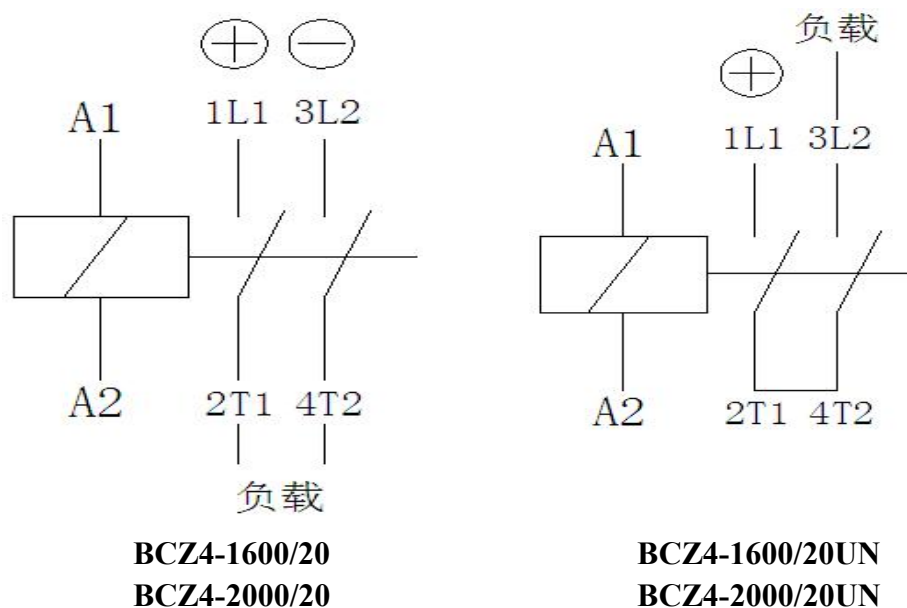 A1
1L1 3L2
A2
2T1 4T2
负载
BCZ4-1600/20
BCZ4-2000/20
负载
A1
1L1 3L2
A2
2T1 4T2
BCZ4-1600/20UN
BCZ4-2000/20UN